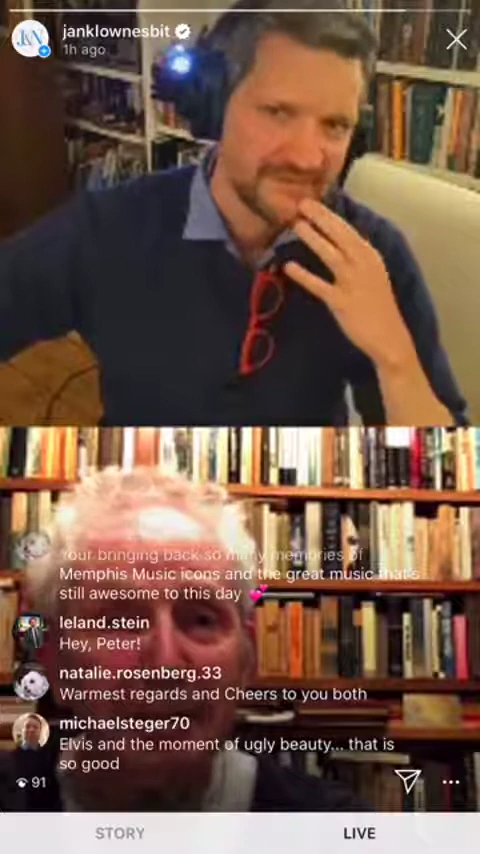 J&N
janklownesbit
1h ago
Your bringing back so many memories of
Memphis Music icons and the great music that's
still awesome to this day 💕
leland.stein
Hey, Peter!
natalie.rosenberg.33
Warmest regards and Cheers to you both
michaelsteger70
Elvis and the moment of ugly beauty... that is
so good
91
STORY
LIVE